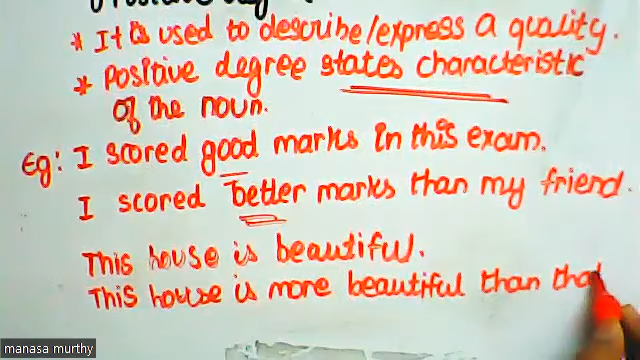 * It is used to describe/express a quality.
* Positive degree states characteristic
of the noun.
Eg: I scored good marks in this exam.
I scored better marks than my friend.
This house is beautiful.
This house is more beautiful than tha
manasa murthy